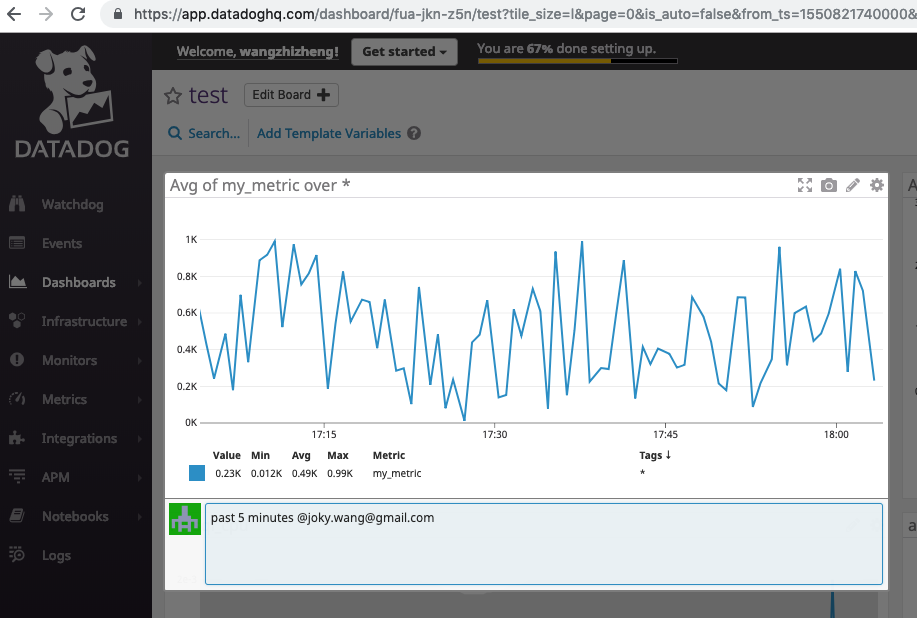 https://app.datadoghq.com/dashboard/fua-jkn-z5n/test?tile_size=l&page=0&is_auto=false&from_ts=1550821740000&
Welcome, wangzhizheng!
Get started
You are 67% done setting up.
DATADOG
test
Edit Board
Search...
Add Template Variables
Watchdog
Events
Dashboards
Infrastructure
Monitors
Metrics
Integrations
APM
Notebooks
Logs
Avg of my_metric over *
1K
0.8K
0.6K
0.4K
0.2K
0K
17:15 17:30 17:45 18:00
Value Min Avg Max Metric Tags ↓
0.23K 0.012K 0.49K 0.99K my_metric *
past 5 minutes @joky.wang@gmail.com